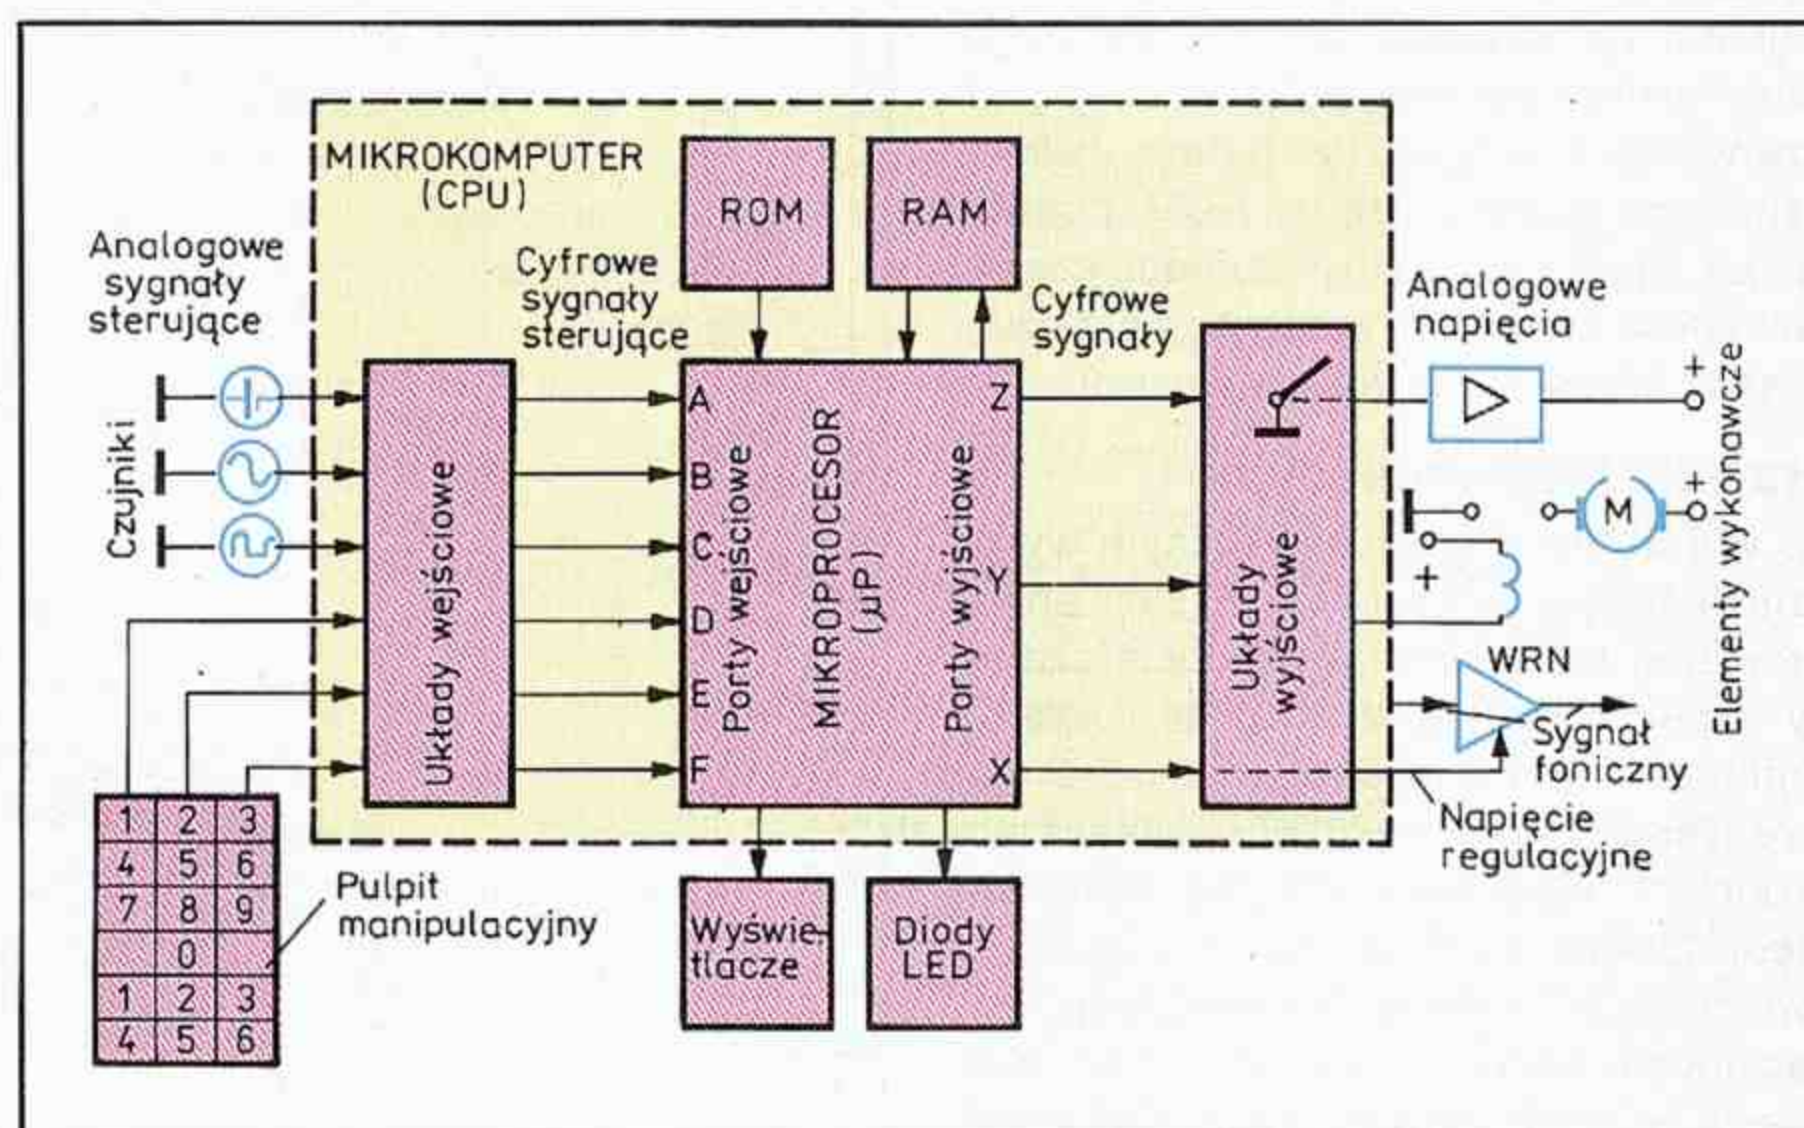 MIKROKOMPUTER
(CPU)
ROM
RAM
Analogowe
sygnały
sterujące
Cyfrowe
sygnały
sterujące
Cyfrowe
sygnały
Analogowe
napięcia
Czujniki
Układy wejściowe
A
B
C
D
E
F
Porty wejściowe
MIKROPROCESOR
(μP)
Porty wyjściowe
Z
Y
X
Układy
wyjściowe
+
M
+
+
WRN
Sygnał
foniczny
Napięcie
regulacyjne
Elementy wykonawcze
1 2 3
4 5 6
7 8 9
0
1 2 3
4 5 6
Pulpit
manipulacyjny
Wyświe-
tlacze
Diody
LED